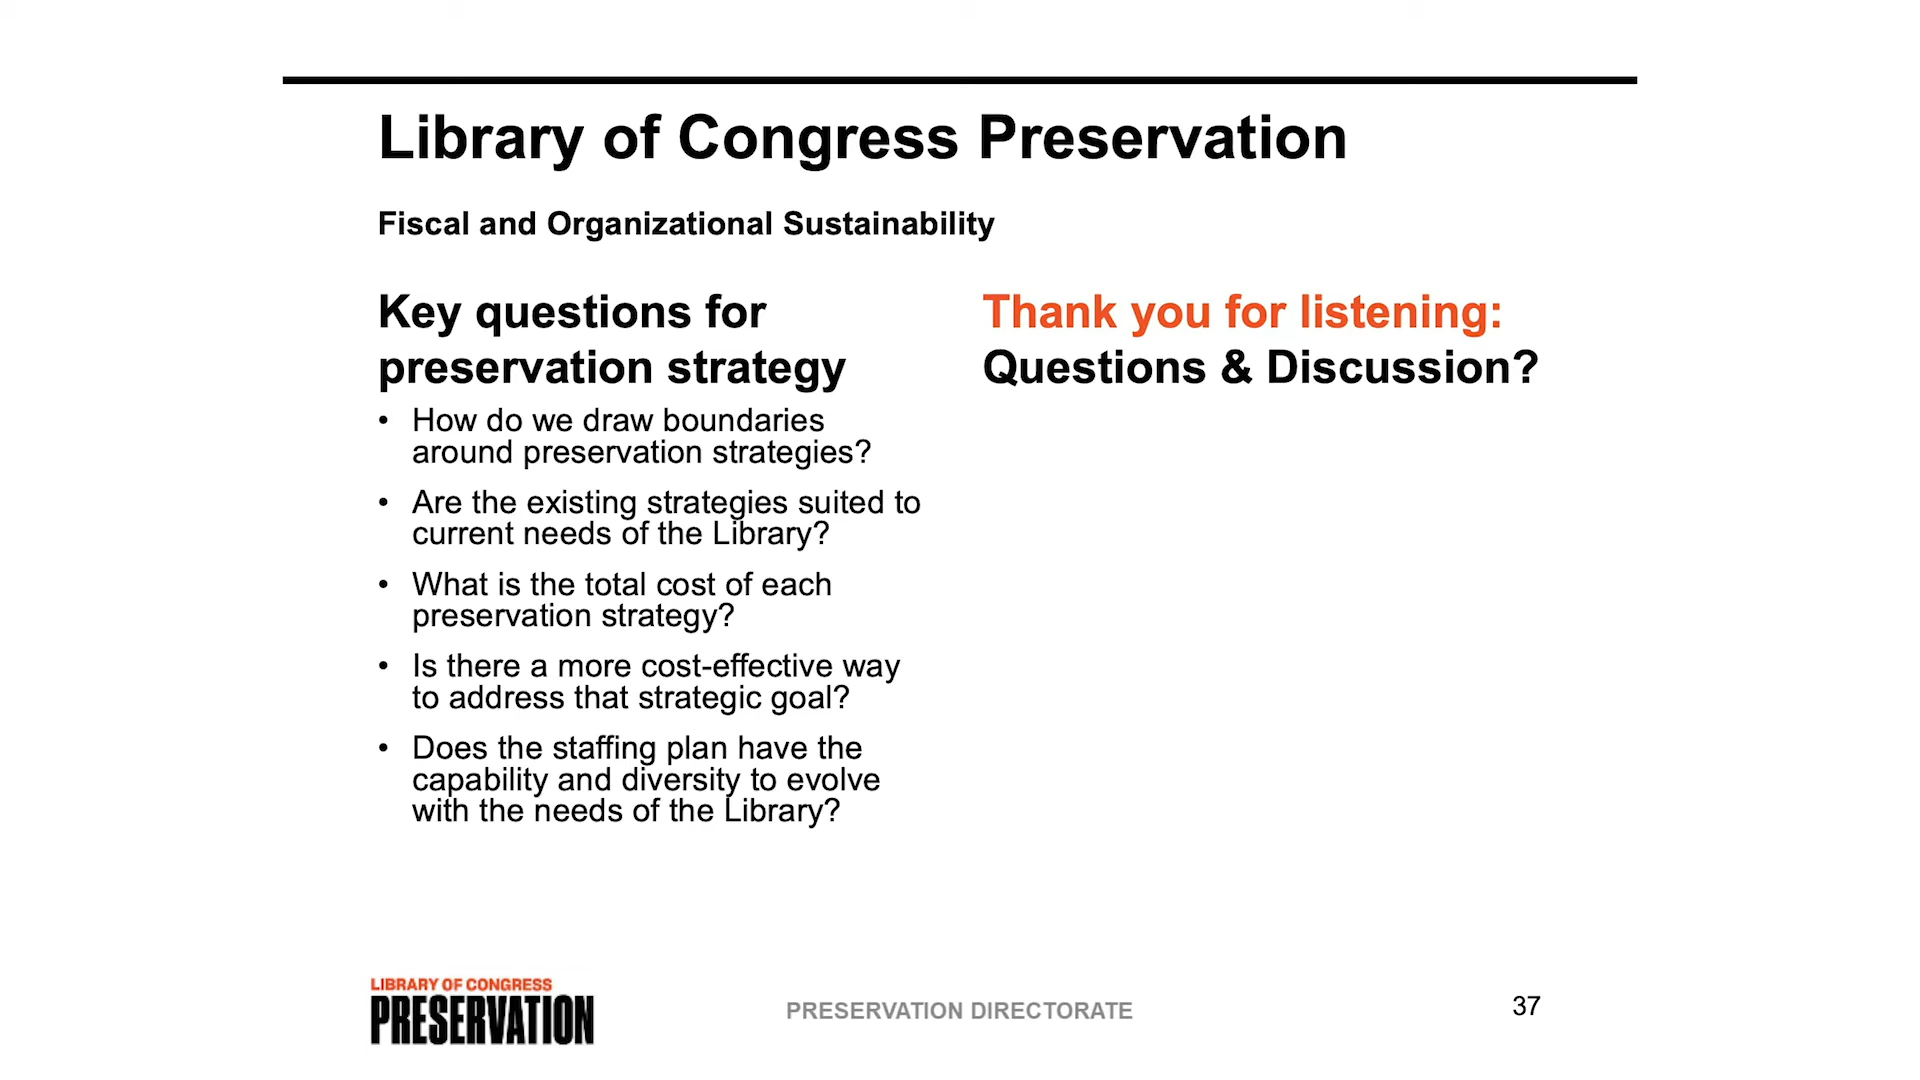 Library of Congress Preservation
Fiscal and Organizational Sustainability
Key questions for
preservation strategy
• How do we draw boundaries
around preservation strategies?
• Are the existing strategies suited to
current needs of the Library?
• What is the total cost of each
preservation strategy?
• Is there a more cost-effective way
to address that strategic goal?
• Does the staffing plan have the
capability and diversity to evolve
with the needs of the Library?
Thank you for listening:
Questions & Discussion?
LIBRARY OF CONGRESS
PRESERVATION
PRESERVATION DIRECTORATE
37